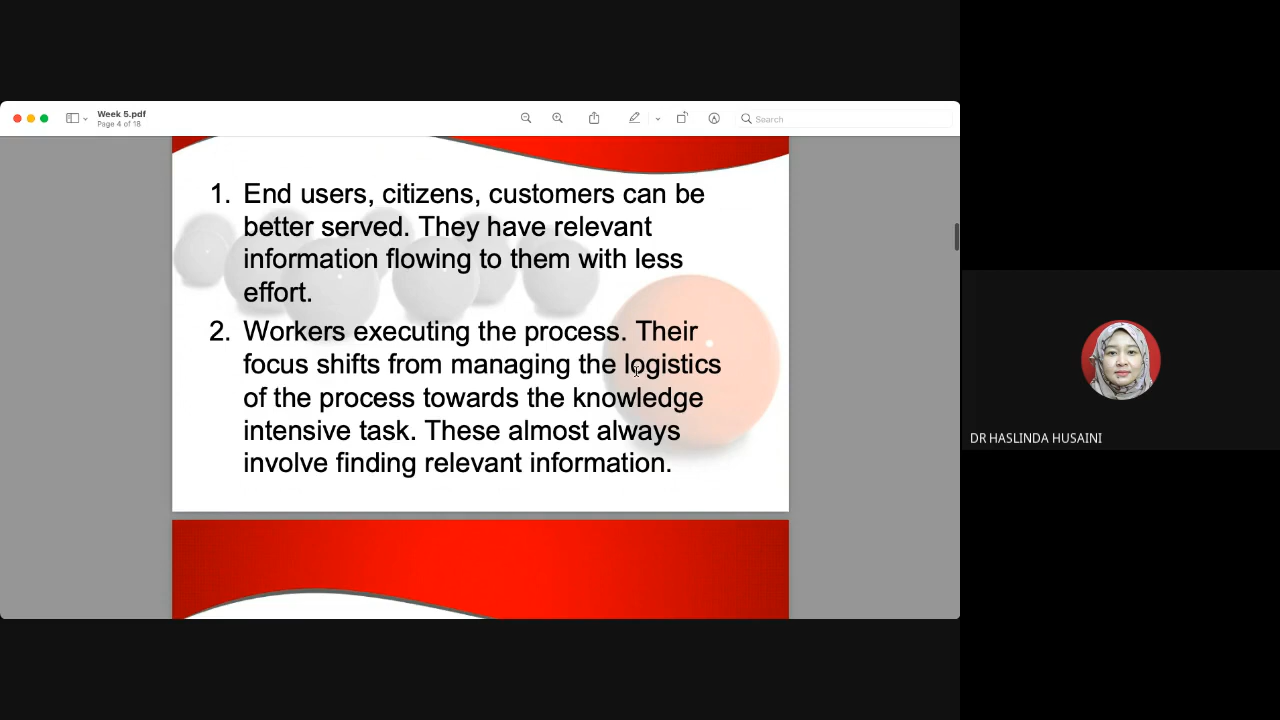 Week 5.pdf
Page 4 of 18
Search
1. End users, citizens, customers can be
better served. They have relevant
information flowing to them with less
effort.
2. Workers executing the process. Their
focus shifts from managing the logistics
of the process towards the knowledge
intensive task. These almost always
involve finding relevant information.
DR HASLINDA HUSAINI